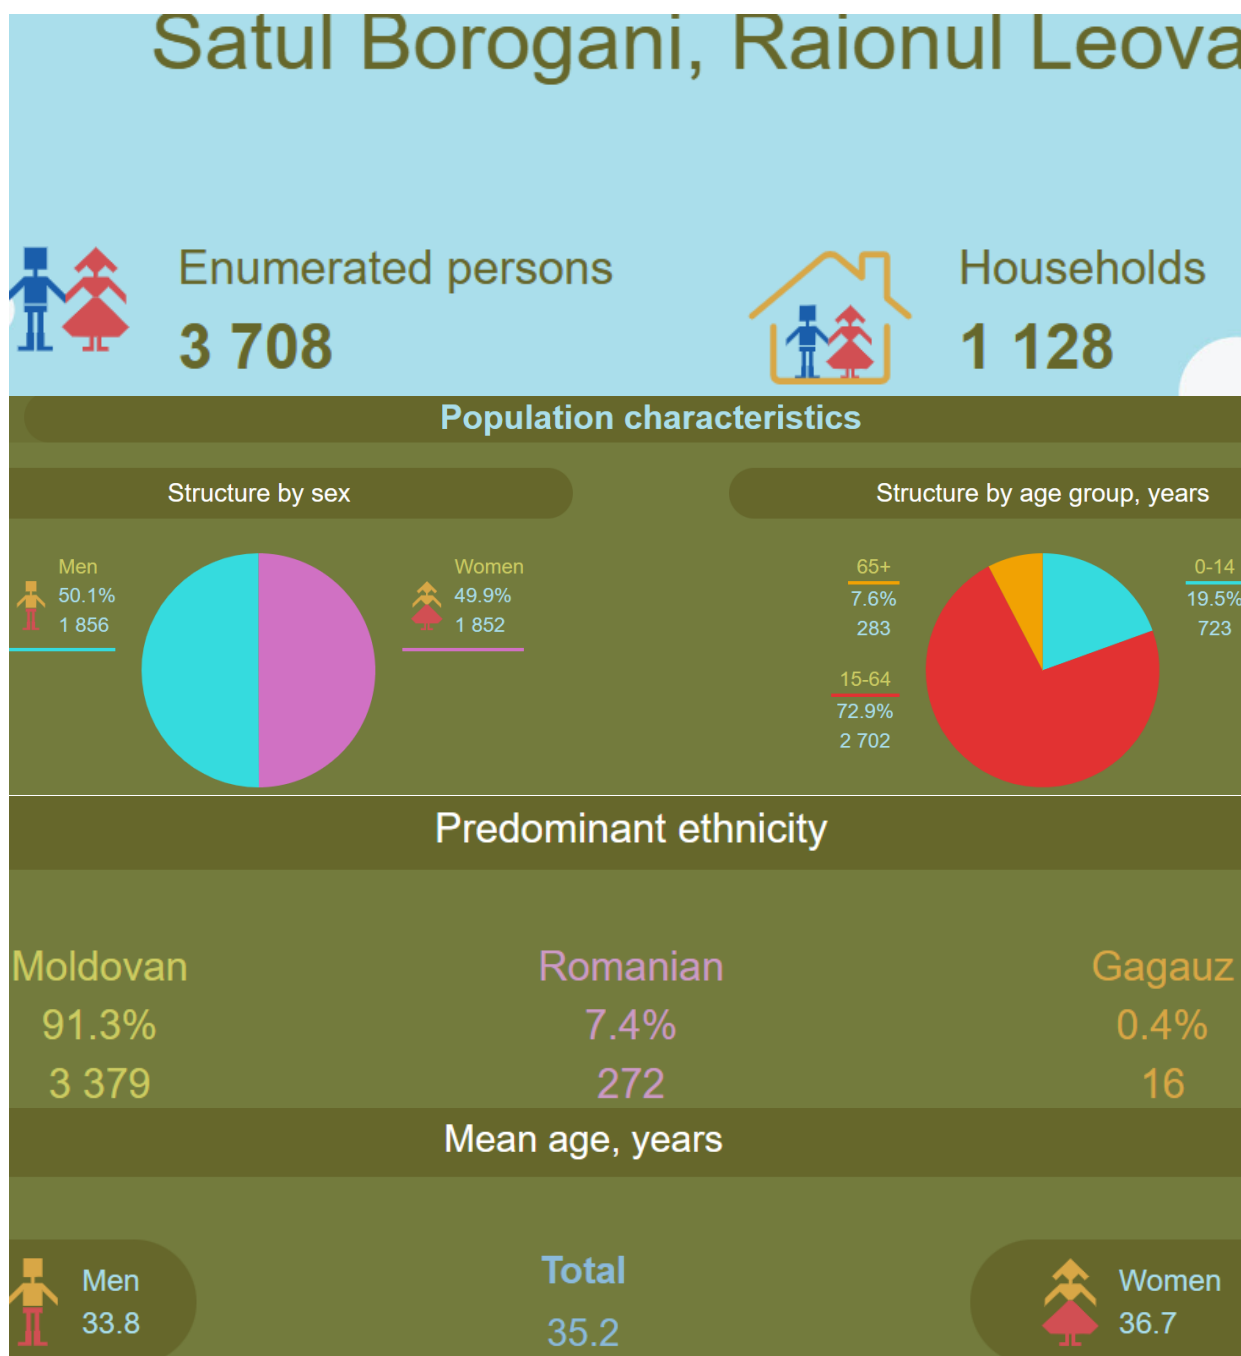 Satul Borogani, Raionul Leova
Enumerated persons
3 708
Households
1 128
Population characteristics
Structure by sex
Men
50.1%
1 856
Women
49.9%
1 852
Structure by age group, years
65+
7.6%
283
15-64
72.9%
2 702
0-14
19.5%
723
Predominant ethnicity
Moldovan
91.3%
3 379
Romanian
7.4%
272
Gagauz
0.4%
16
Mean age, years
Men
33.8
Total
35.2
Women
36.7